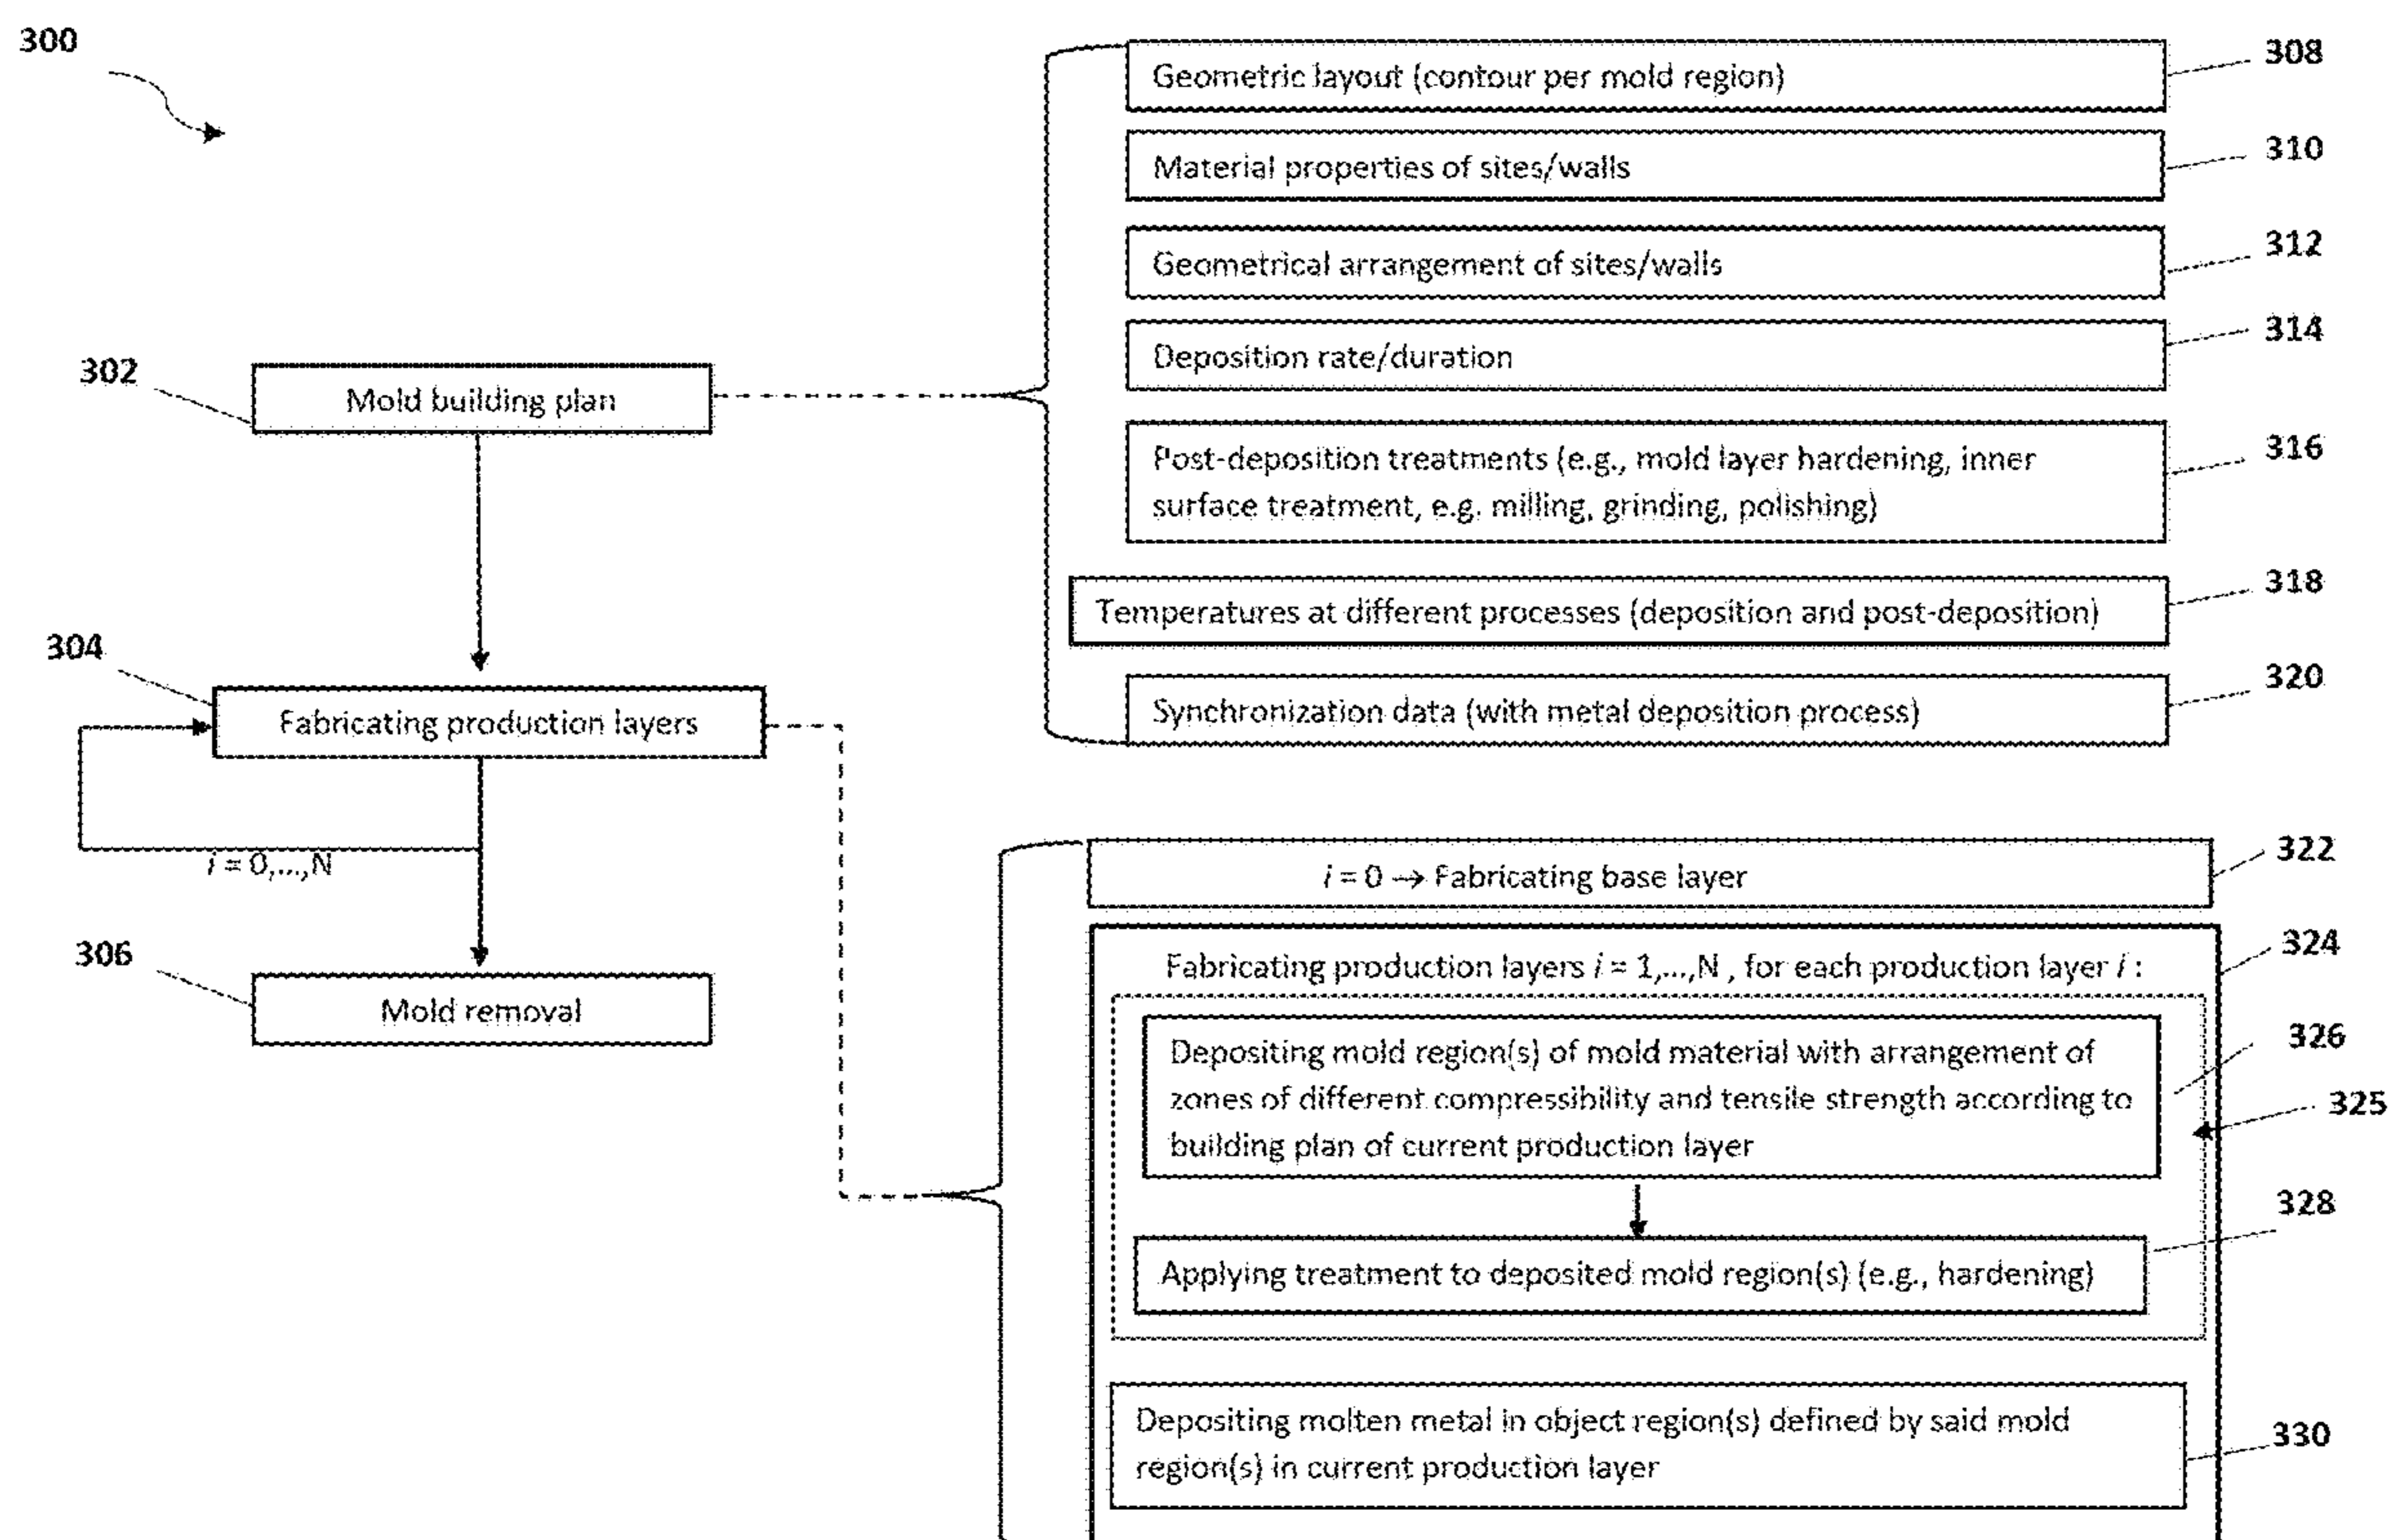 300
308
Geometric layout (contour per mold region)
310
Material properties of sites/walls
312
Geometrical arrangement of sites/walls
314
Deposition rate/duration
302
Mold building plan
316
Post-deposition treatments (e.g., mold layer hardening, inner
surface treatment, e.g. milling, grinding, polishing)
318
Temperatures at different processes (deposition and post-deposition)
304
Fabricating production layers
320
Synchronization data (with metal deposition process)
i = 0,...,N
322
i = 0 → Fabricating base layer
306
Mold removal
324
Fabricating production layers i = 1,...,N , for each production layer i :
326
Depositing mold region(s) of mold material with arrangement of
zones of different compressibility and tensile strength according to
building plan of current production layer
325
328
Applying treatment to deposited mold region(s) (e.g., hardening)
Depositing molten metal in object region(s) defined by said mold
region(s) in current production layer
330